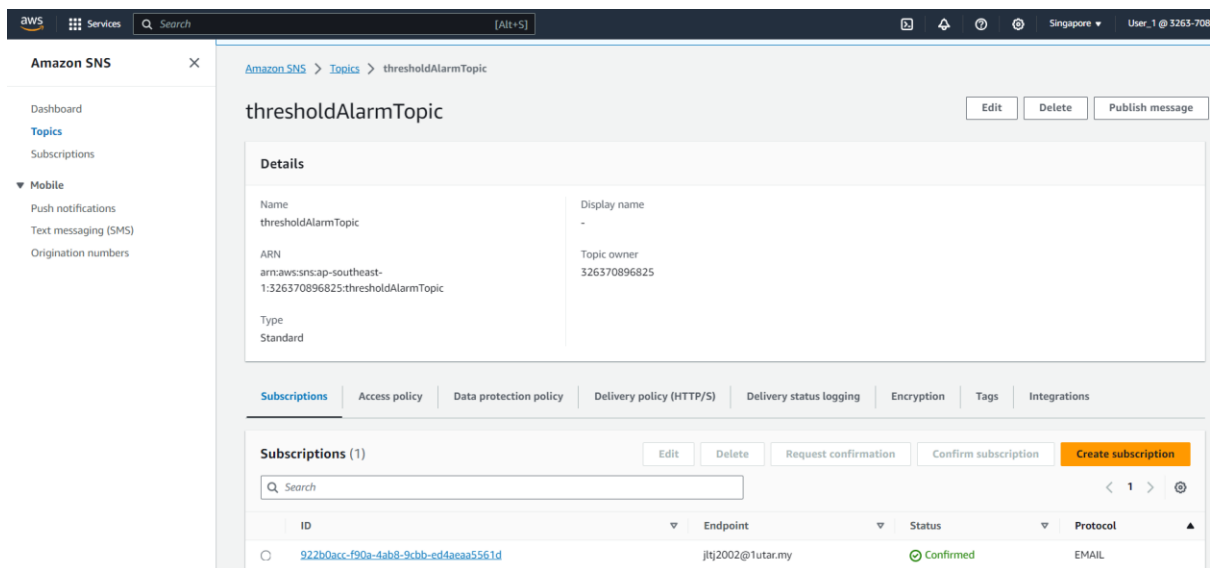 aws Services Search [Alt+S] Singapore User_1 @ 3263-708
Amazon SNS
Dashboard
Topics
Subscriptions
Mobile
Push notifications
Text messaging (SMS)
Origination numbers
Amazon SNS > Topics > thresholdAlarmTopic
thresholdAlarmTopic Edit Delete Publish message
Details
Name
thresholdAlarmTopic
ARN
arn:aws:sns:ap-southeast-
1:326370896825:thresholdAlarmTopic
Type
Standard
Display name
-
Topic owner
326370896825
Subscriptions Access policy Data protection policy Delivery policy (HTTP/S) Delivery status logging Encryption Tags Integrations
Subscriptions (1) Edit Delete Request confirmation Confirm subscription Create subscription
Search < 1 >
ID Endpoint Status Protocol
922b0acc-f90a-4ab8-9cbb-ed4aeaa5561d jltj2002@1utar.my Confirmed EMAIL